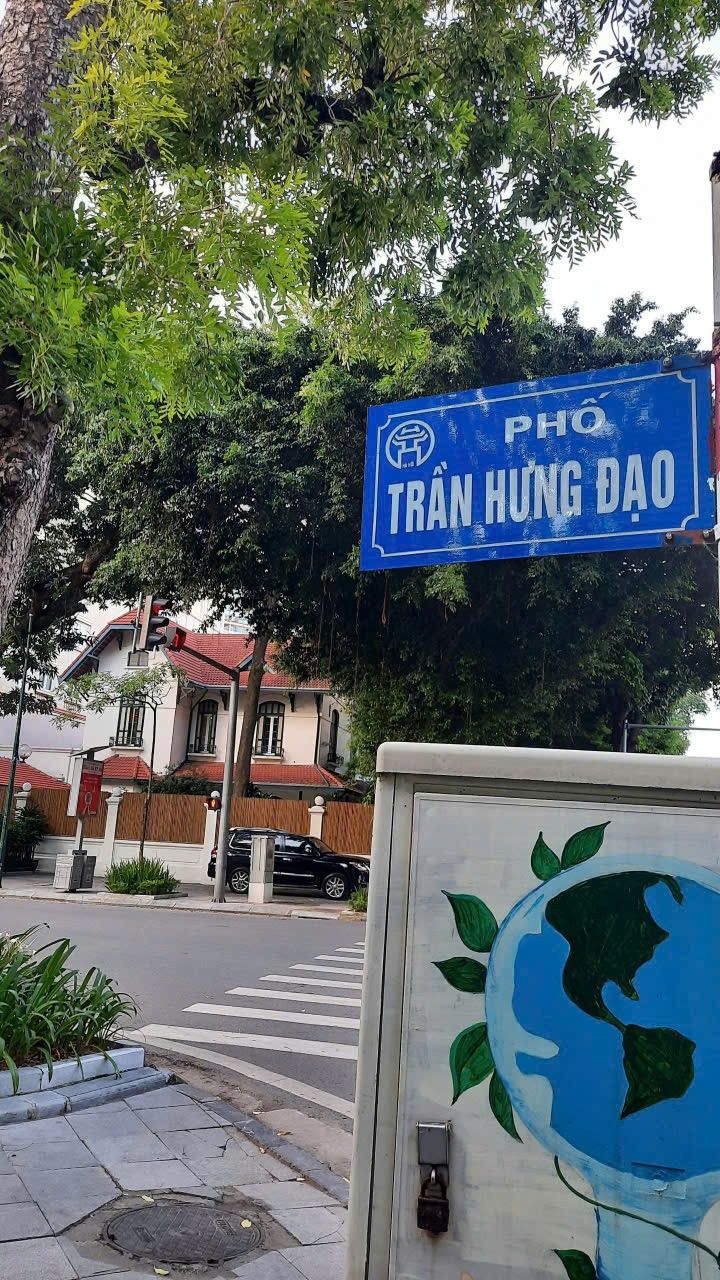 PHỐ
TRẦN HƯNG ĐẠO